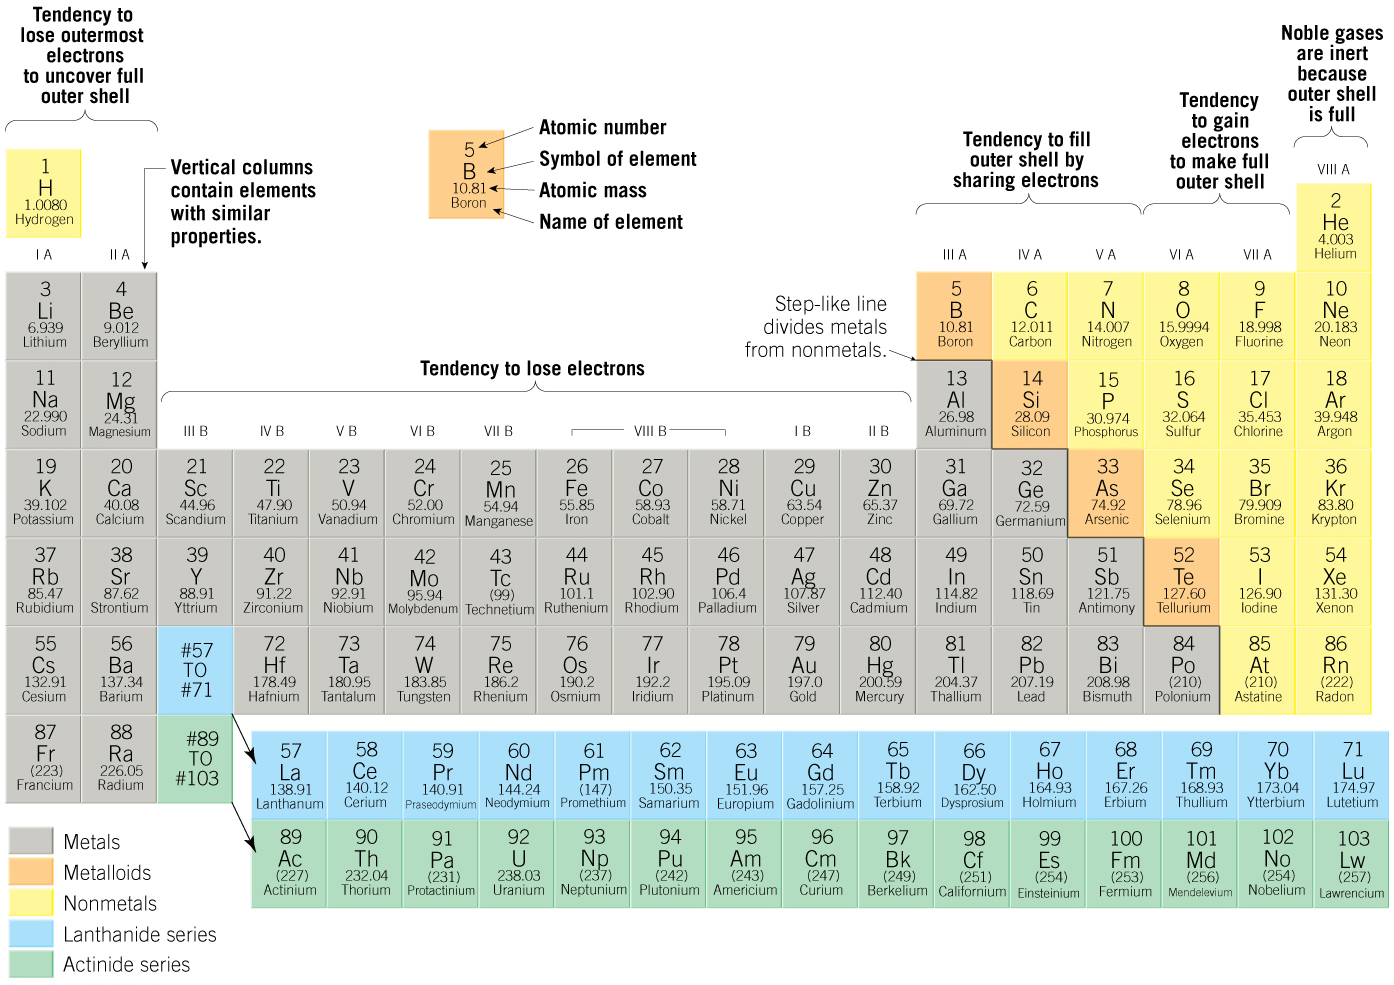 Tendency to
lose outermost
electrons
to uncover full
outer shell
Noble gases
are inert
because
outer shell
is full
Tendency
to gain
electrons
to make full
outer shell
Tendency to fill
outer shell by
sharing electrons
5
B
10.81
Boron
Atomic number
Symbol of element
Atomic mass
Name of element
Vertical columns
contain elements
with similar
properties.
Step-like line
divides metals
from nonmetals.
Tendency to lose electrons
VIII A
1 2
H He
1.0080 4.003
Hydrogen Helium
I A II A III A IV A V A VI A VII A
3 4 5 6 7 8 9 10
Li Be B C N O F Ne
6.939 9.012 10.81 12.011 14.007 15.9994 18.998 20.183
Lithium Beryllium Boron Carbon Nitrogen Oxygen Fluorine Neon
11 12 13 14 15 16 17 18
Na Mg Al Si P S Cl Ar
22.990 24.31 26.98 28.09 30.974 32.064 35.453 39.948
Sodium Magnesium Aluminum Silicon Phosphorus Sulfur Chlorine Argon
III B IV B V B VI B VII B VIII B I B II B
19 20 21 22 23 24 25 26 27 28 29 30 31 32 33 34 35 36
K Ca Sc Ti V Cr Mn Fe Co Ni Cu Zn Ga Ge As Se Br Kr
39.102 40.08 44.96 47.90 50.94 52.00 54.94 55.85 58.93 58.71 63.54 65.37 69.72 72.59 74.92 78.96 79.909 83.80
Potassium Calcium Scandium Titanium Vanadium Chromium Manganese Iron Cobalt Nickel Copper Zinc Gallium Germanium Arsenic Selenium Bromine Krypton
37 38 39 40 41 42 43 44 45 46 47 48 49 50 51 52 53 54
Rb Sr Y Zr Nb Mo Tc Ru Rh Pd Ag Cd In Sn Sb Te I Xe
85.47 87.62 88.91 91.22 92.91 95.94 (99) 101.1 102.90 106.4 107.87 112.40 114.82 118.69 121.75 127.60 126.90 131.30
Rubidium Strontium Yttrium Zirconium Niobium Molybdenum Technetium Ruthenium Rhodium Palladium Silver Cadmium Indium Tin Antimony Tellurium Iodine Xenon
55 56 #57 TO #71 72 73 74 75 76 77 78 79 80 81 82 83 84 85 86
Cs Ba Hf Ta W Re Os Ir Pt Au Hg Tl Pb Bi Po At Rn
132.91 137.34 178.49 180.95 183.85 186.2 190.2 192.2 195.09 197.0 200.59 204.37 207.19 208.98 (210) (210) (222)
Cesium Barium Hafnium Tantalum Tungsten Rhenium Osmium Iridium Platinum Gold Mercury Thallium Lead Bismuth Polonium Astatine Radon
87 88 #89 TO #103
Fr Ra
(223) 226.05
Francium Radium
57 58 59 60 61 62 63 64 65 66 67 68 69 70 71
La Ce Pr Nd Pm Sm Eu Gd Tb Dy Ho Er Tm Yb Lu
138.91 140.12 140.91 144.24 (147) 150.35 151.96 157.25 158.92 162.50 164.93 167.26 168.93 173.04 174.97
Lanthanum Cerium Praseodymium Neodymium Promethium Samarium Europium Gadolinium Terbium Dysprosium Holmium Erbium Thullium Ytterbium Lutetium
89 90 91 92 93 94 95 96 97 98 99 100 101 102 103
Ac Th Pa U Np Pu Am Cm Bk Cf Es Fm Md No Lw
(227) 232.04 (231) 238.03 (237) (242) (243) (247) (249) (251) (254) (253) (256) (254) (257)
Actinium Thorium Protactinium Uranium Neptunium Plutonium Americium Curium Berkelium Californium Einsteinium Fermium Mendelevium Nobelium Lawrencium
Metals
Metalloids
Nonmetals
Lanthanide series
Actinide series